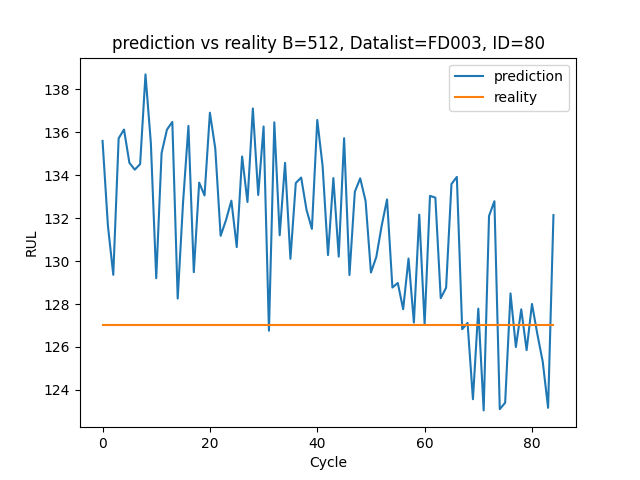 prediction vs reality B=512, Datalist=FD003, ID=80
prediction
reality
138
136
134
132
130
128
126
124
RUL
0 20 40 60 80
Cycle